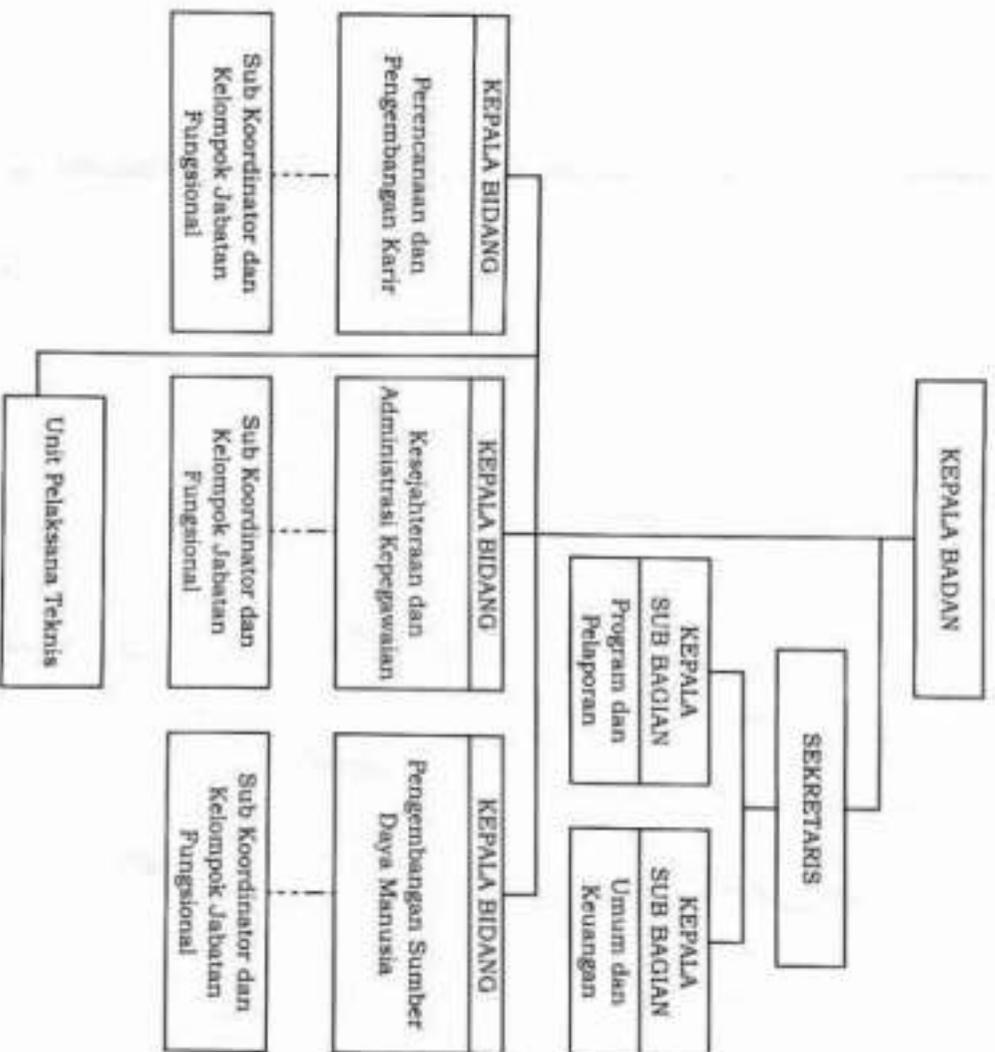 KEPALA BADAN
SEKRETARIS
KEPALA
SUB BAGIAN
Program dan
Pelaporan
KEPALA
SUB BAGIAN
Umum dan
Keuangan
KEPALA BIDANG
Perencanaan dan
Pengembangan Karir
KEPALA BIDANG
Kesejahteraan dan
Administrasi Kepegawaian
KEPALA BIDANG
Pengembangan Sumber
Daya Manusia
Sub Koordinator dan
Kelompok Jabatan
Fungsional
Sub Koordinator dan
Kelompok Jabatan
Fungsional
Sub Koordinator dan
Kelompok Jabatan
Fungsional
Unit Pelaksana Teknis